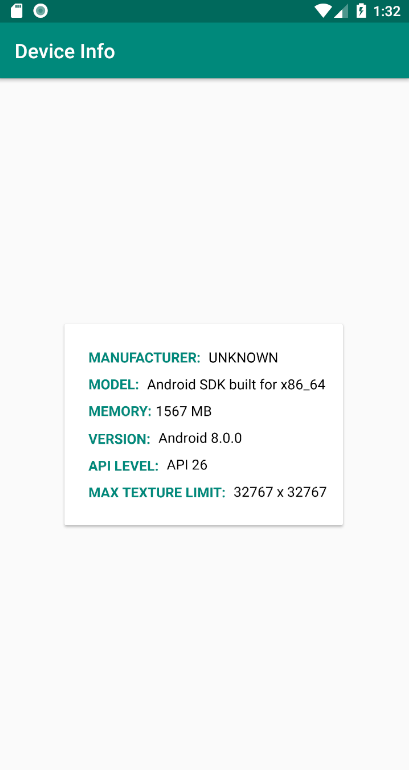 1:32
Device Info
MANUFACTURER: UNKNOWN
MODEL: Android SDK built for x86_64
MEMORY: 1567 MB
VERSION: Android 8.0.0
API LEVEL: API 26
MAX TEXTURE LIMIT: 32767 x 32767